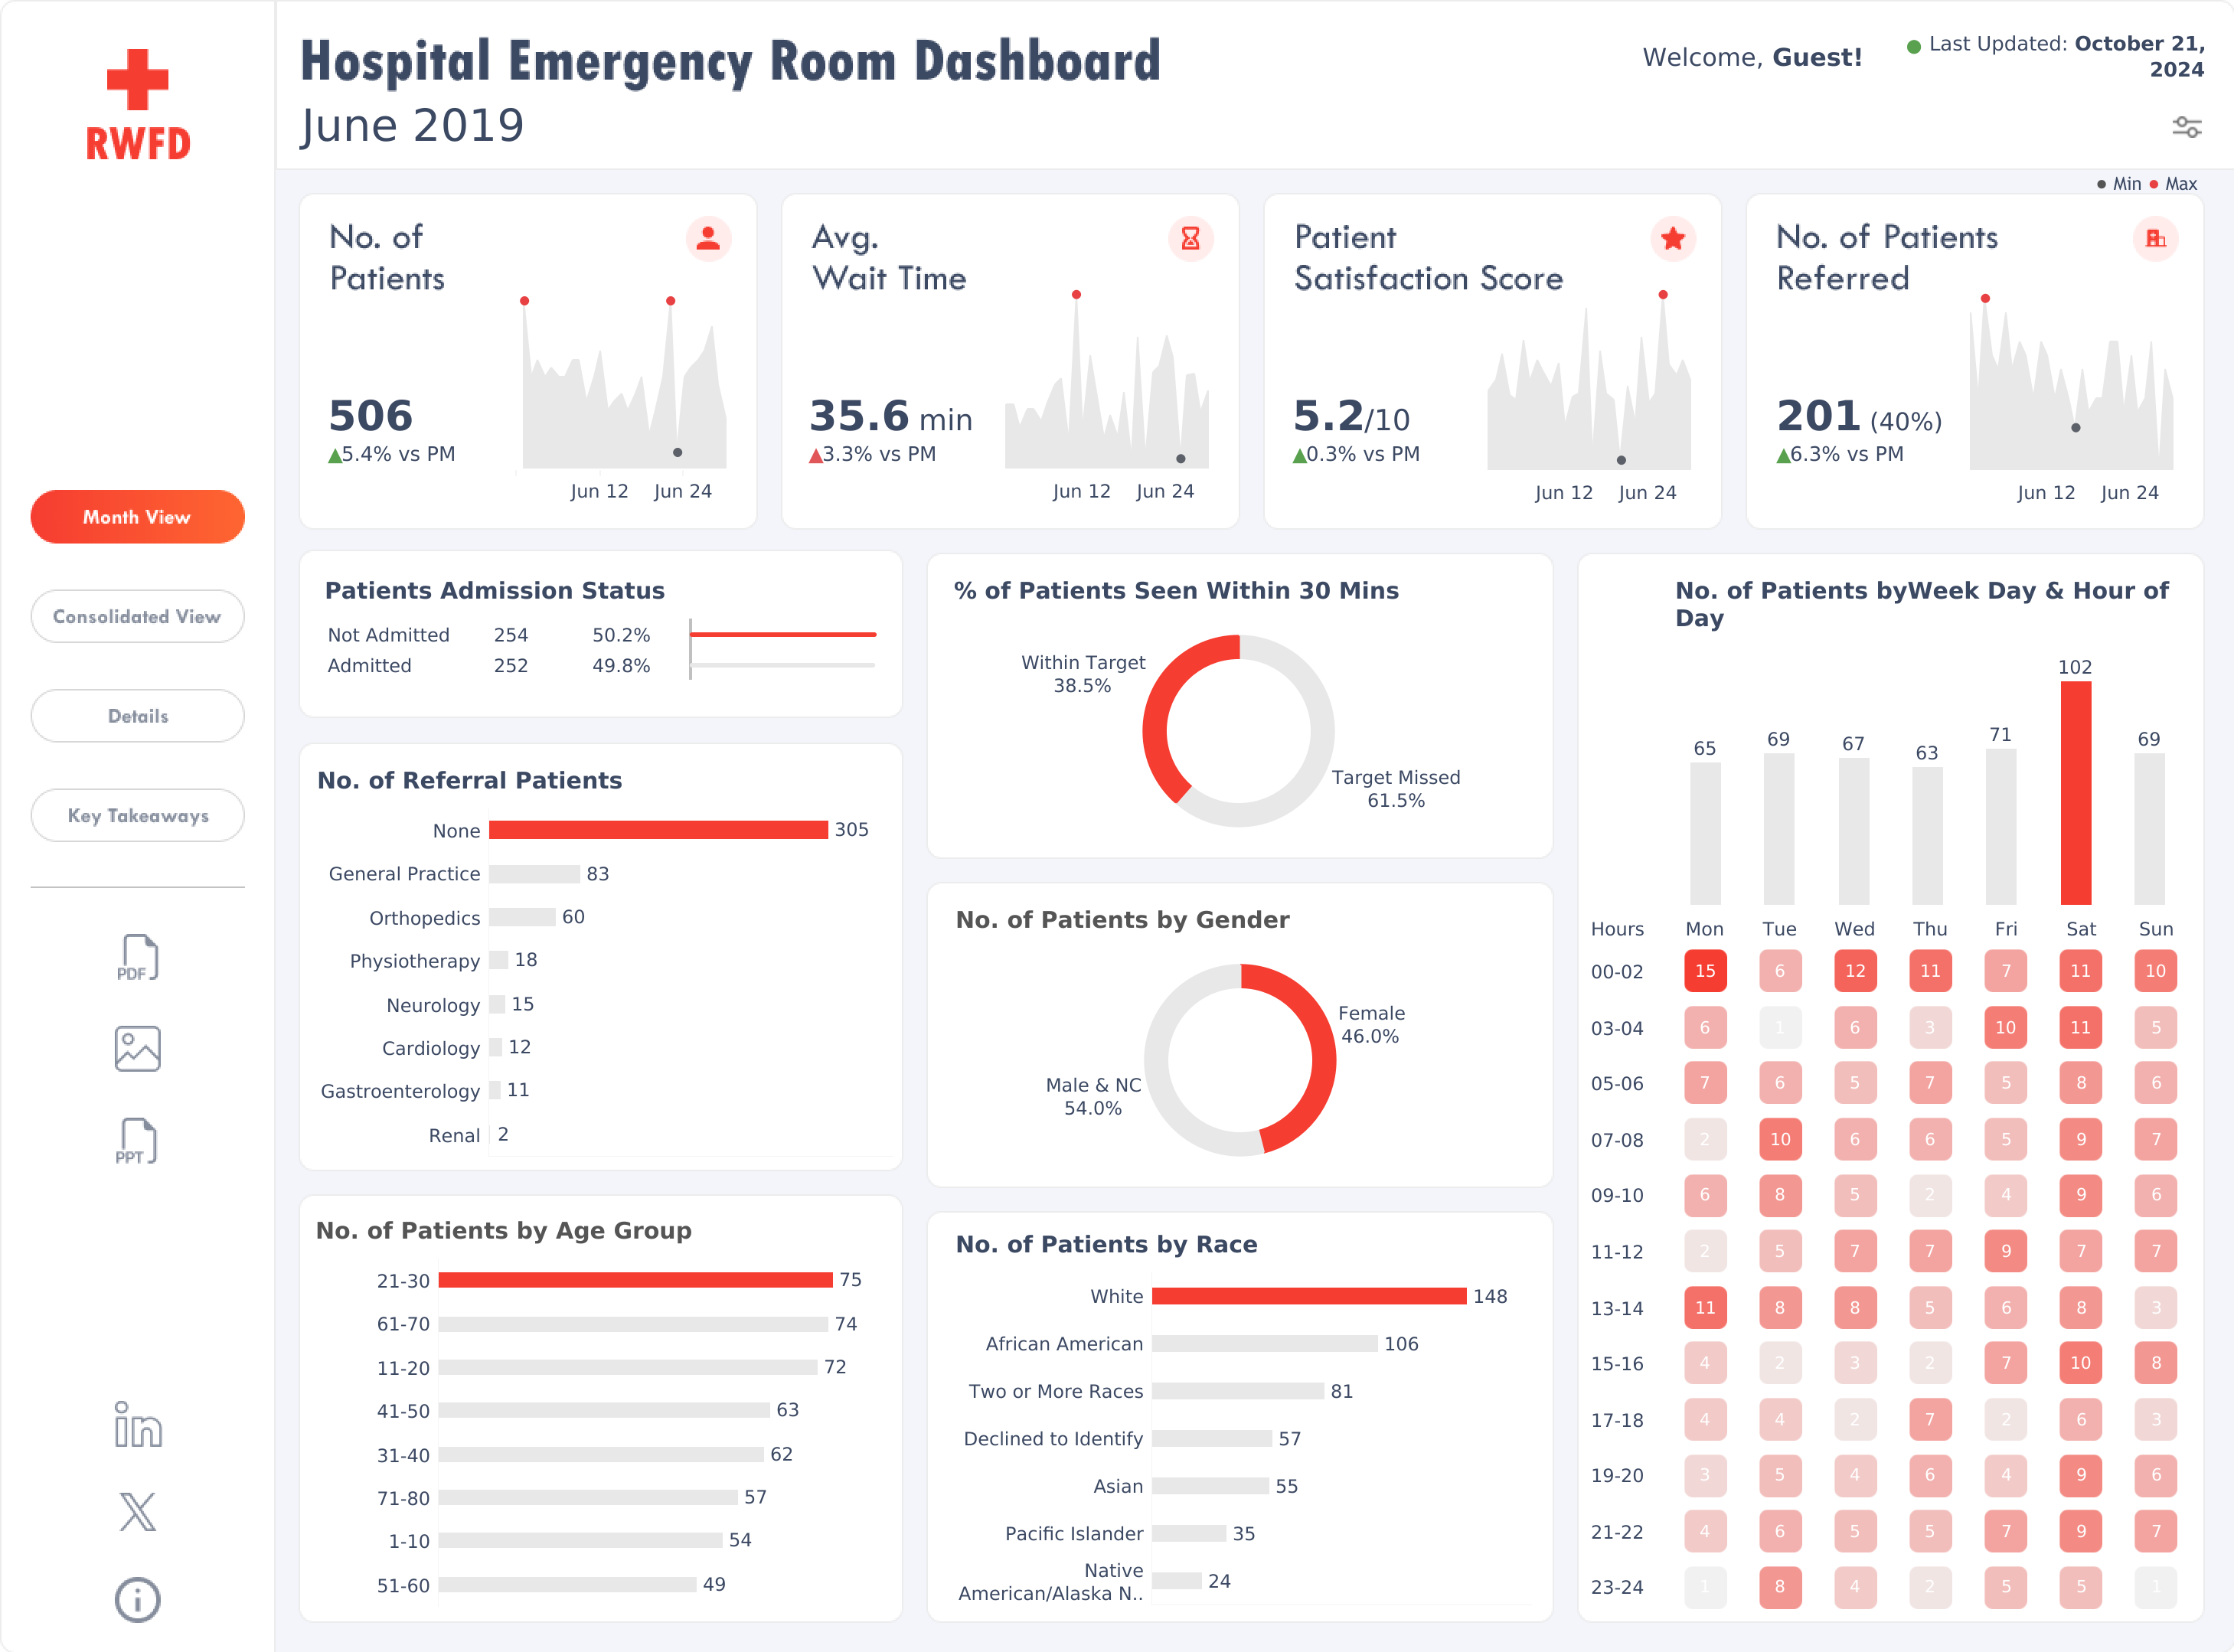 RWFD
Month View
Consolidated View
Details
Key Takeaways
PDF
PPT
in
X
i
Hospital Emergency Room Dashboard
June 2019
Welcome, Guest!
Last Updated: October 21,
2024
Min Max
No. of
Patients
506
▲5.4% vs PM
Jun 12 Jun 24
Avg.
Wait Time
35.6 min
▲3.3% vs PM
Jun 12 Jun 24
Patient
Satisfaction Score
5.2/10
▲0.3% vs PM
Jun 12 Jun 24
No. of Patients
Referred
201 (40%)
▲6.3% vs PM
Jun 12 Jun 24
Patients Admission Status
Not Admitted 254 50.2%
Admitted 252 49.8%
No. of Referral Patients
None 305
General Practice 83
Orthopedics 60
Physiotherapy 18
Neurology 15
Cardiology 12
Gastroenterology 11
Renal 2
No. of Patients by Age Group
21-30 75
61-70 74
11-20 72
41-50 63
31-40 62
71-80 57
1-10 54
51-60 49
% of Patients Seen Within 30 Mins
Within Target
38.5%
Target Missed
61.5%
No. of Patients by Gender
Female
46.0%
Male & NC
54.0%
No. of Patients by Race
White 148
African American 106
Two or More Races 81
Declined to Identify 57
Asian 55
Pacific Islander 35
Native
American/Alaska N.. 24
No. of Patients byWeek Day & Hour of
Day
65 69 67 63 71 102 69
Hours Mon Tue Wed Thu Fri Sat Sun
00-02 15 6 12 11 7 11 10
03-04 6 1 6 3 10 11 5
05-06 7 6 5 7 5 8 6
07-08 2 10 6 6 5 9 7
09-10 6 8 5 2 4 9 6
11-12 2 5 7 7 9 7 7
13-14 11 8 8 5 6 8 3
15-16 4 2 3 2 7 10 8
17-18 4 4 2 7 2 6 3
19-20 3 5 4 6 4 9 6
21-22 4 6 5 5 7 9 7
23-24 1 8 4 2 5 5 1